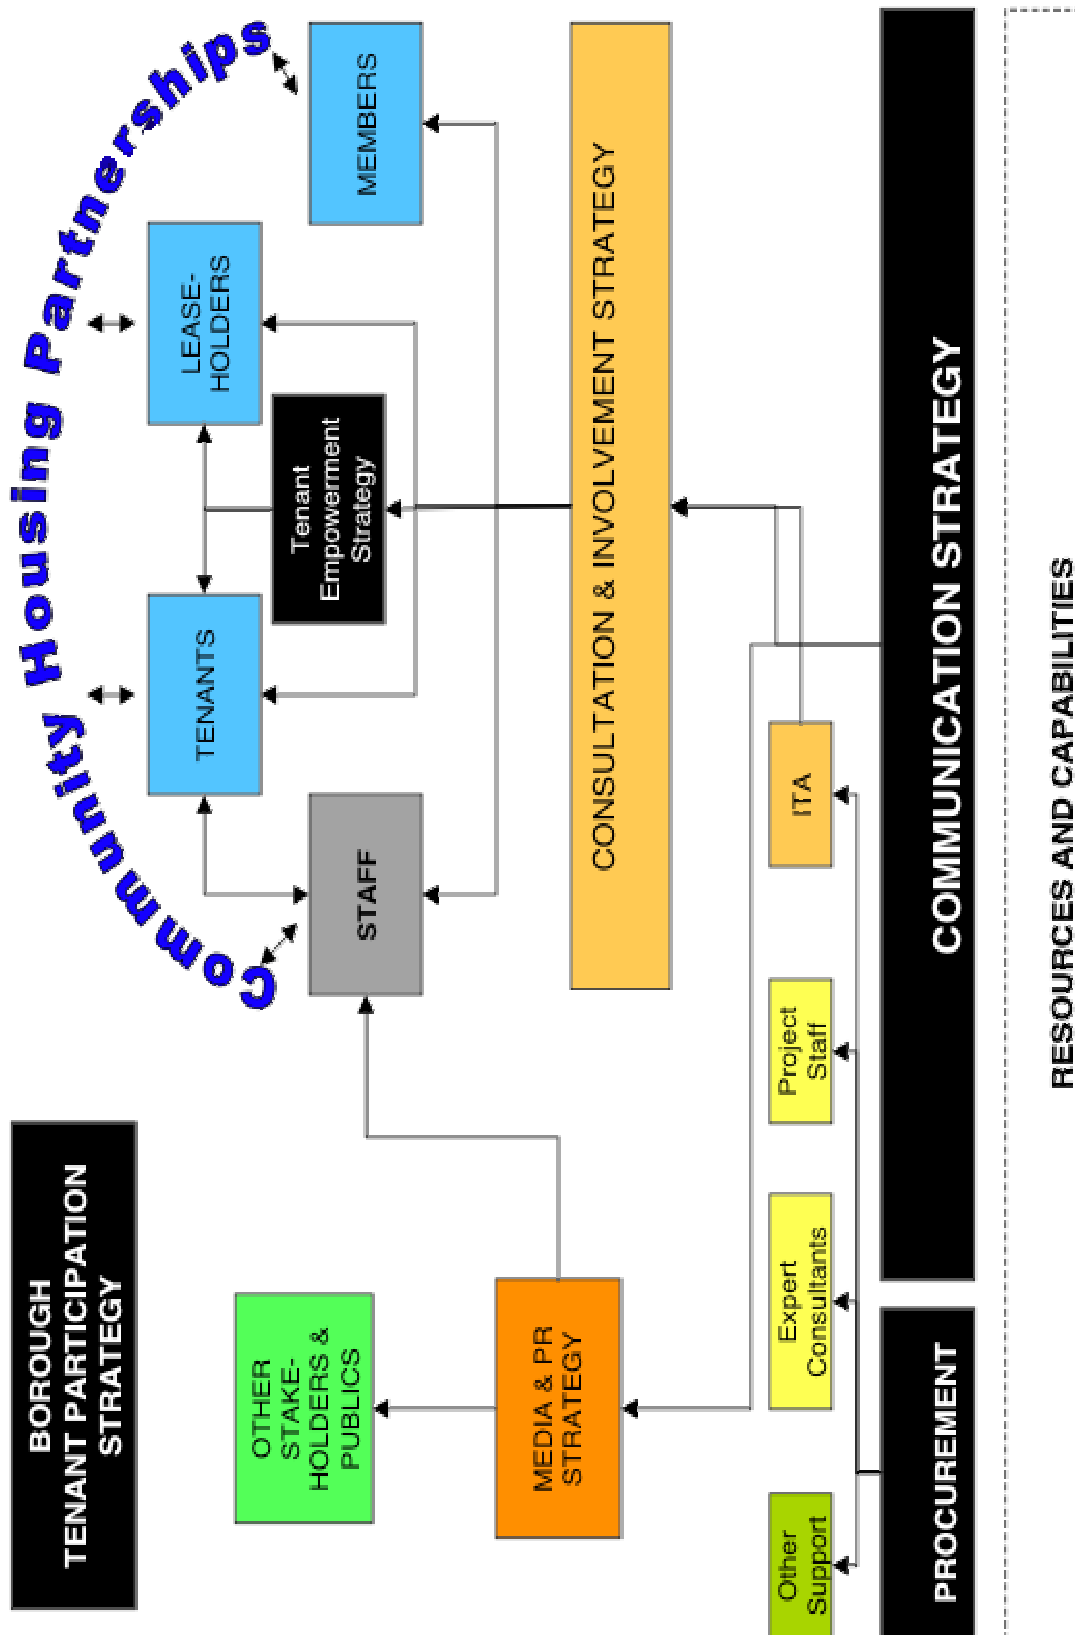 BOROUGH
TENANT PARTICIPATION
STRATEGY
Community Housing Partnerships
OTHER
STAKE-
HOLDERS &
PUBLICS
TENANTS
LEASE-
HOLDERS
STAFF
MEMBERS
Tenant
Empowerment
Strategy
MEDIA & PR
STRATEGY
CONSULTATION & INVOLVEMENT STRATEGY
Other
Support
Expert
Consultants
Project
Staff
ITA
PROCUREMENT
COMMUNICATION STRATEGY
RESOURCES AND CAPABILITIES